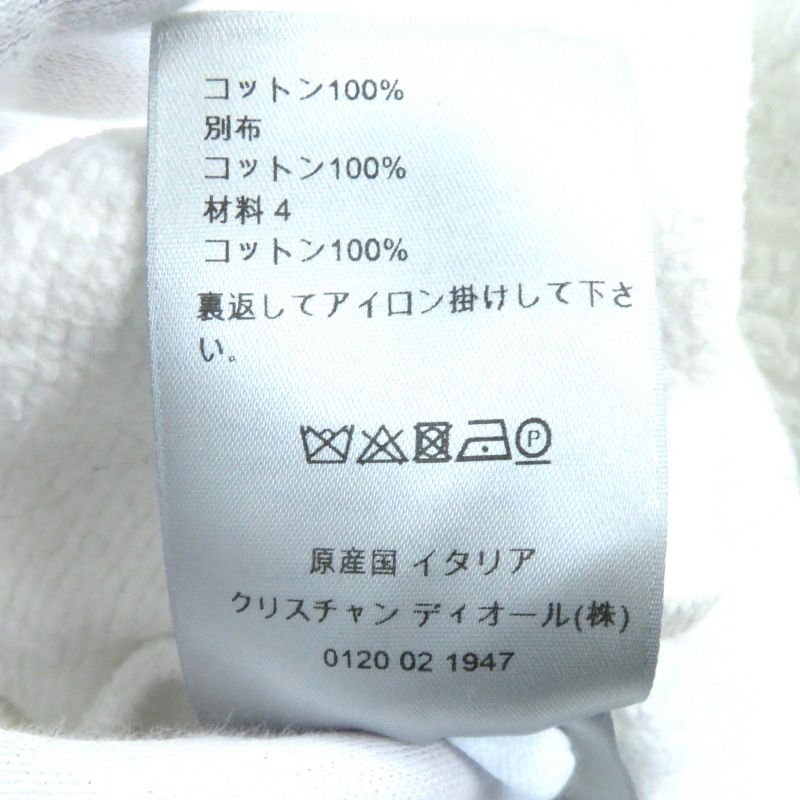 コットン100%
別布
コットン100%
材料 4
コットン100%
裏返してアイロン掛けして下さ
い。
P
原産国 イタリア
クリスチャン ディオール(株)
0120 02 1947